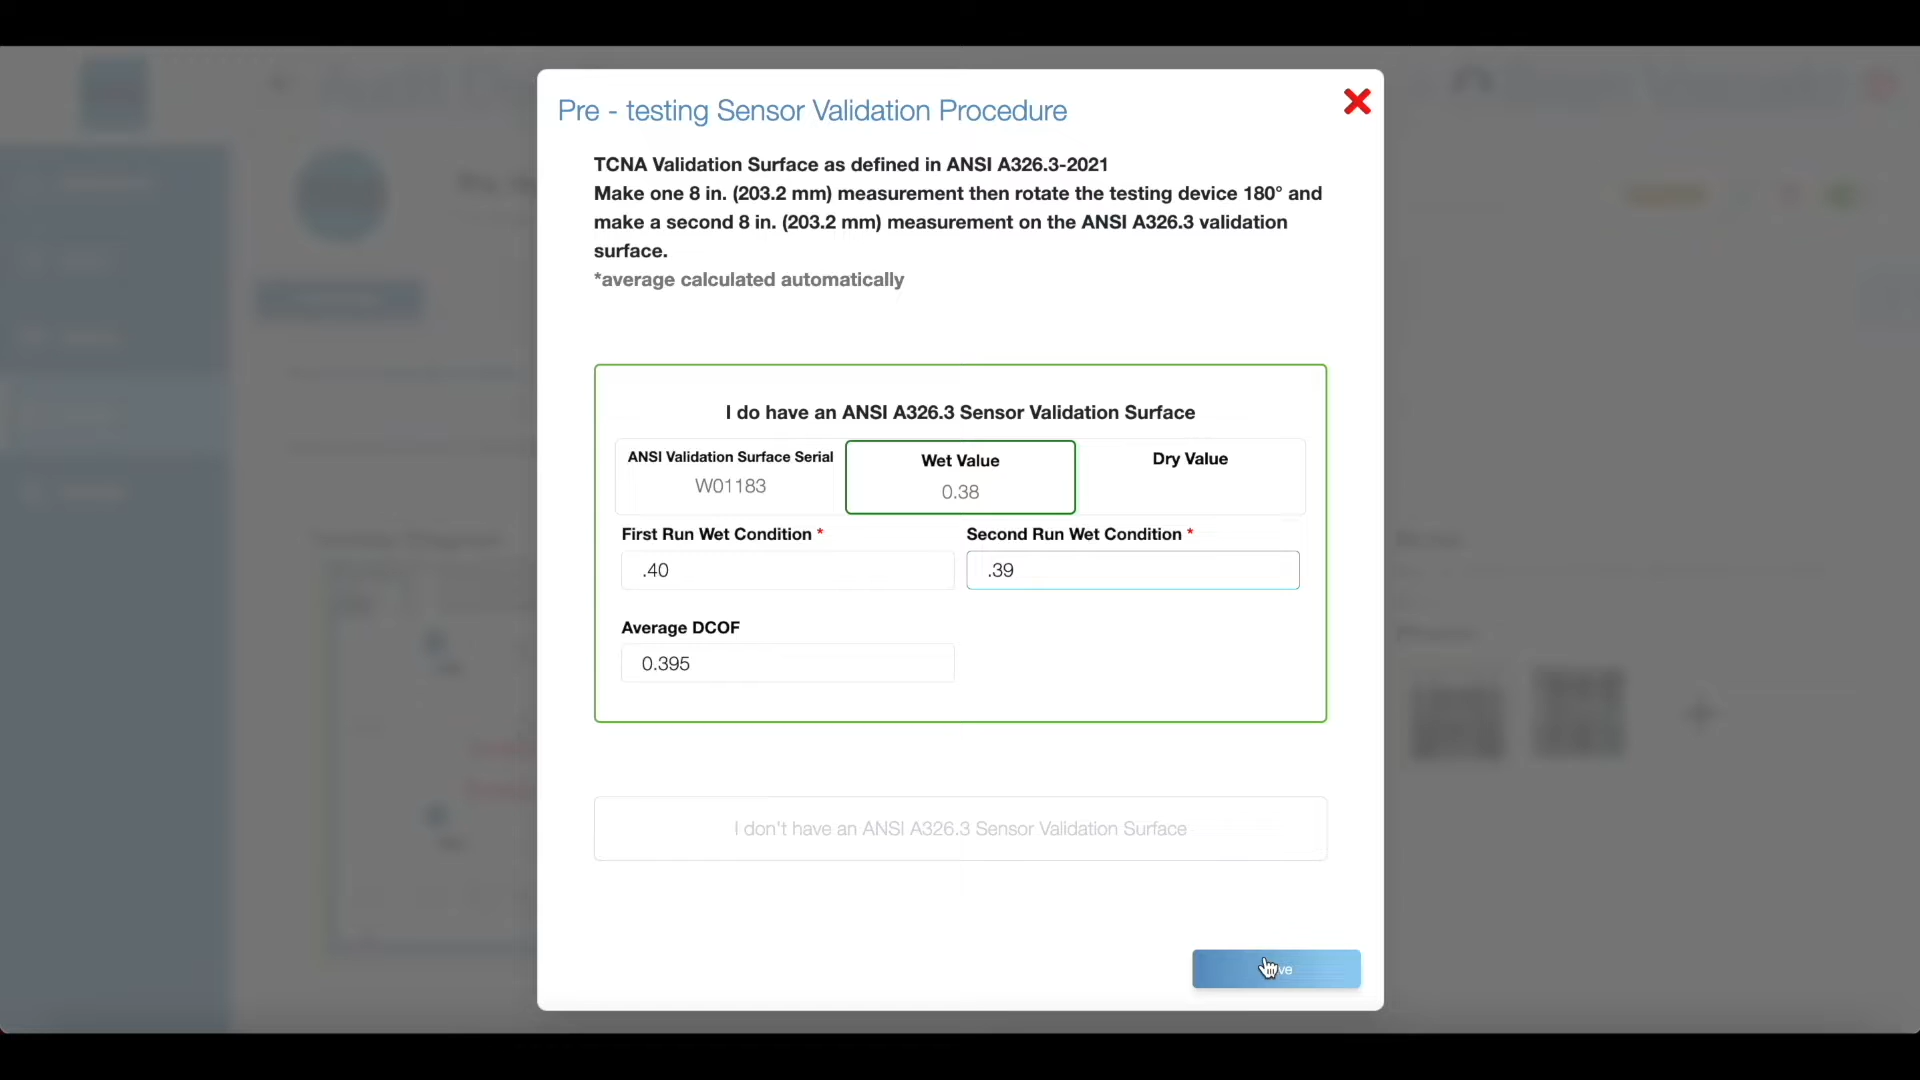 Pre - testing Sensor Validation Procedure
TCNA Validation Surface as defined in ANSI A326.3-2021
Make one 8 in. (203.2 mm) measurement then rotate the testing device 180° and
make a second 8 in. (203.2 mm) measurement on the ANSI A326.3 validation
surface.
*average calculated automatically
I do have an ANSI A326.3 Sensor Validation Surface
ANSI Validation Surface Serial
W01183
Wet Value
0.38
Dry Value
First Run Wet Condition *
.40
Second Run Wet Condition *
.39
Average DCOF
0.395
I don't have an ANSI A326.3 Sensor Validation Surface